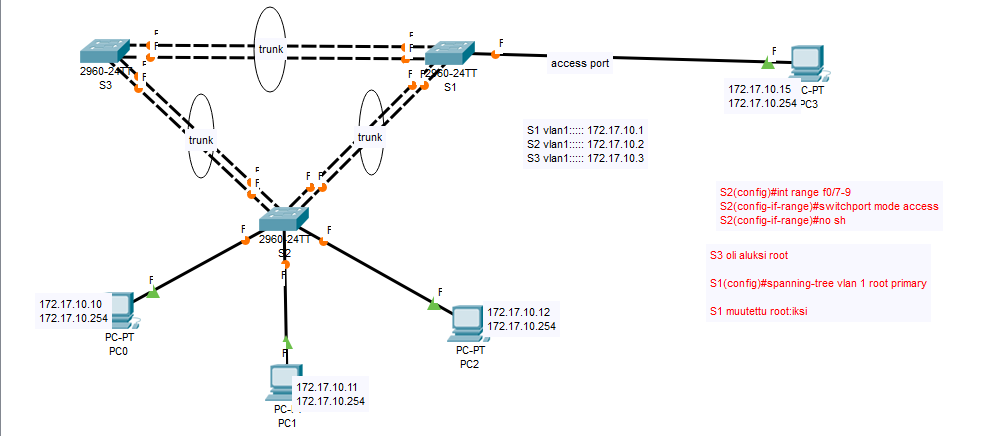 F
F
trunk
F
F
2960-24TT
S3
2960-24TT
S1
F
F
F
access port
F
172.17.10.15
172.17.10.254
C-PT
PC3
trunk
trunk
S1 vlan1::::: 172.17.10.1
S2 vlan1::::: 172.17.10.2
S3 vlan1::::: 172.17.10.3
F
F
F
F
2960-24TT
S2
F
F
F
S2(config)#int range f0/7-9
S2(config-if-range)#switchport mode access
S2(config-if-range)#no sh
S3 oli aluksi root
S1(config)#spanning-tree vlan 1 root primary
S1 muutettu root:iksi
F
172.17.10.10
172.17.10.254
PC-PT
PC0
F
172.17.10.12
172.17.10.254
PC-PT
PC2
F
172.17.10.11
172.17.10.254
PC1